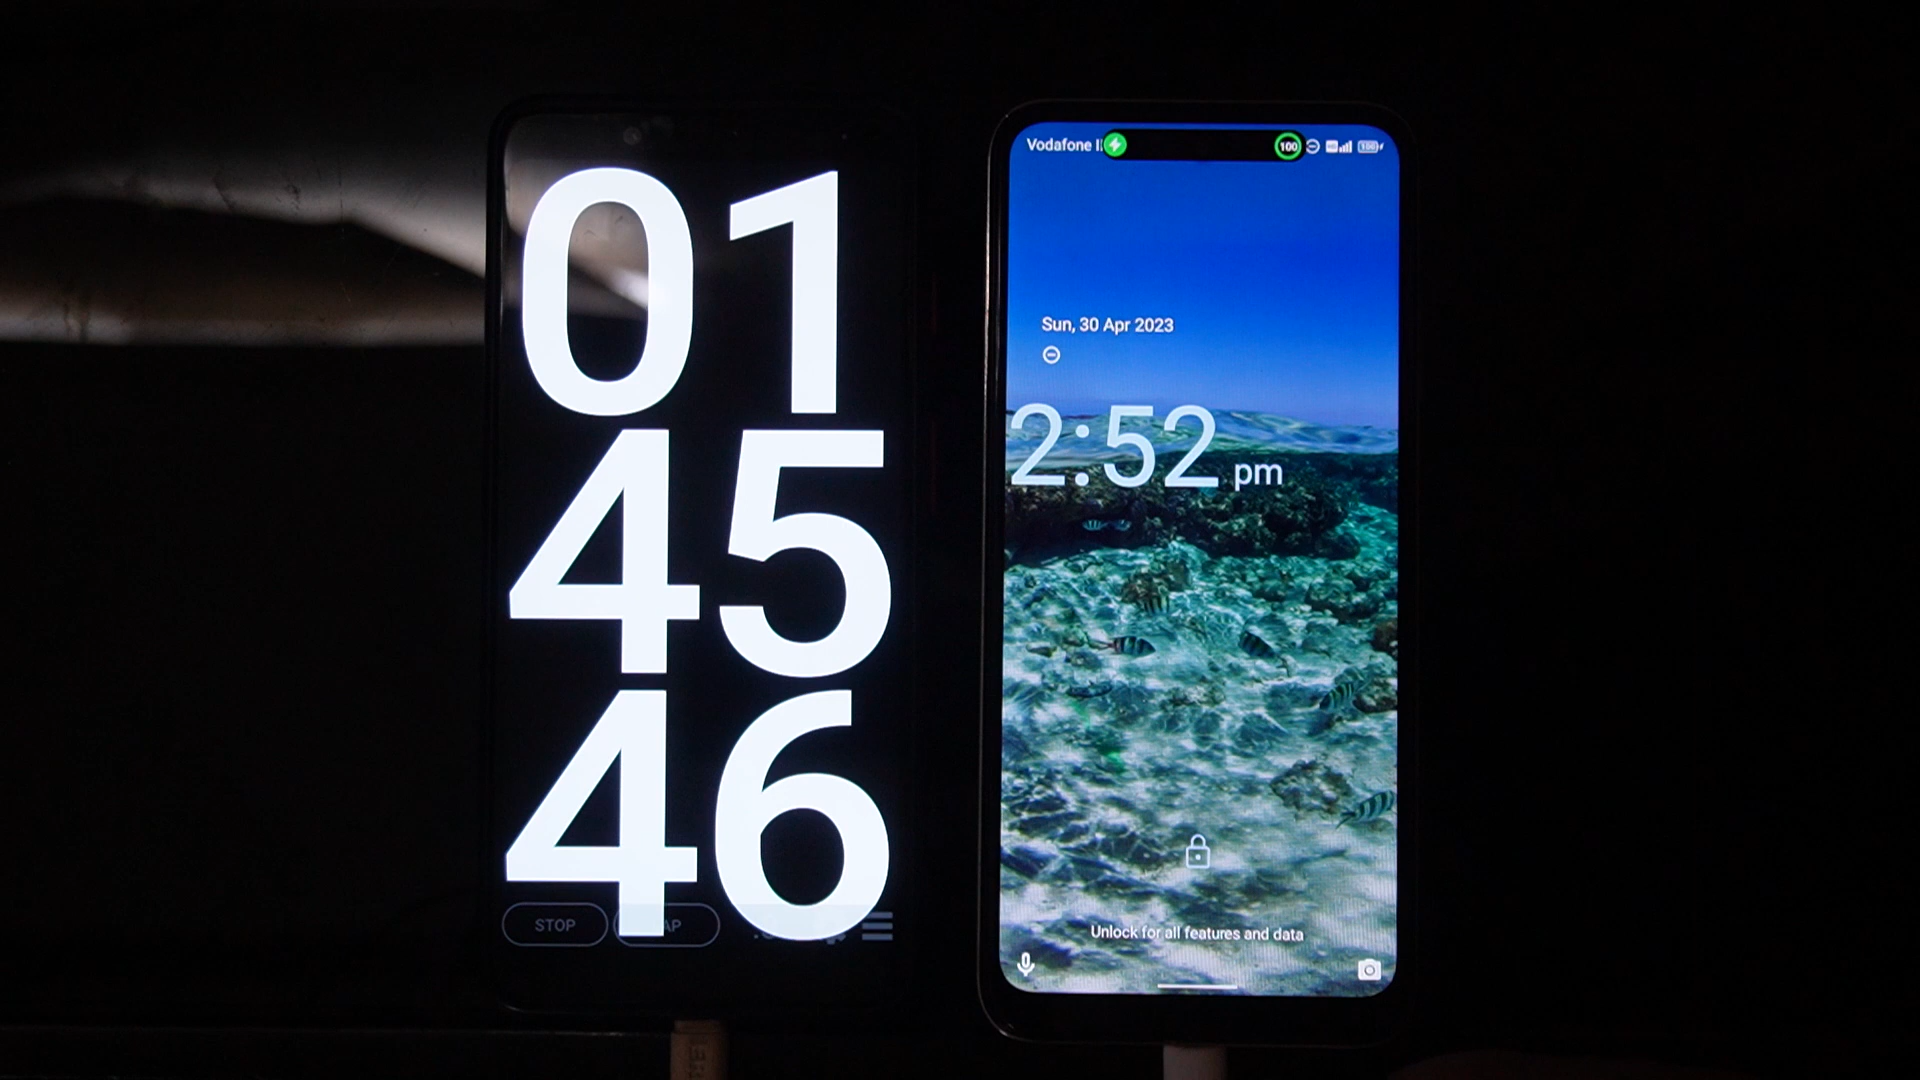 01
45
46
STOP
Vodafone
100
100
Sun, 30 Apr 2023
2:52 pm
Unlock for all features and data